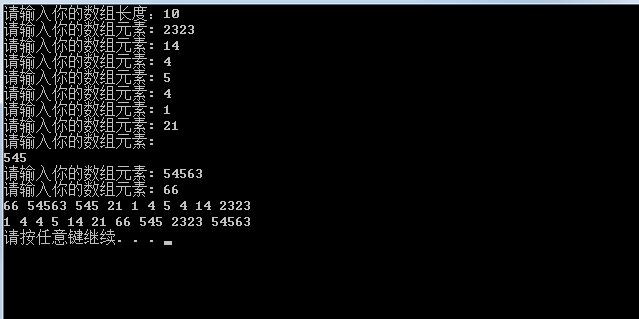 请输入你的数组长度：10
请输入你的数组元素：2323
请输入你的数组元素：14
请输入你的数组元素：4
请输入你的数组元素：5
请输入你的数组元素：4
请输入你的数组元素：1
请输入你的数组元素：21
请输入你的数组元素：
545
请输入你的数组元素：54563
请输入你的数组元素：66
66 54563 545 21 1 4 5 4 14 2323
1 4 4 5 14 21 66 545 2323 54563
请按任意键继续. . .